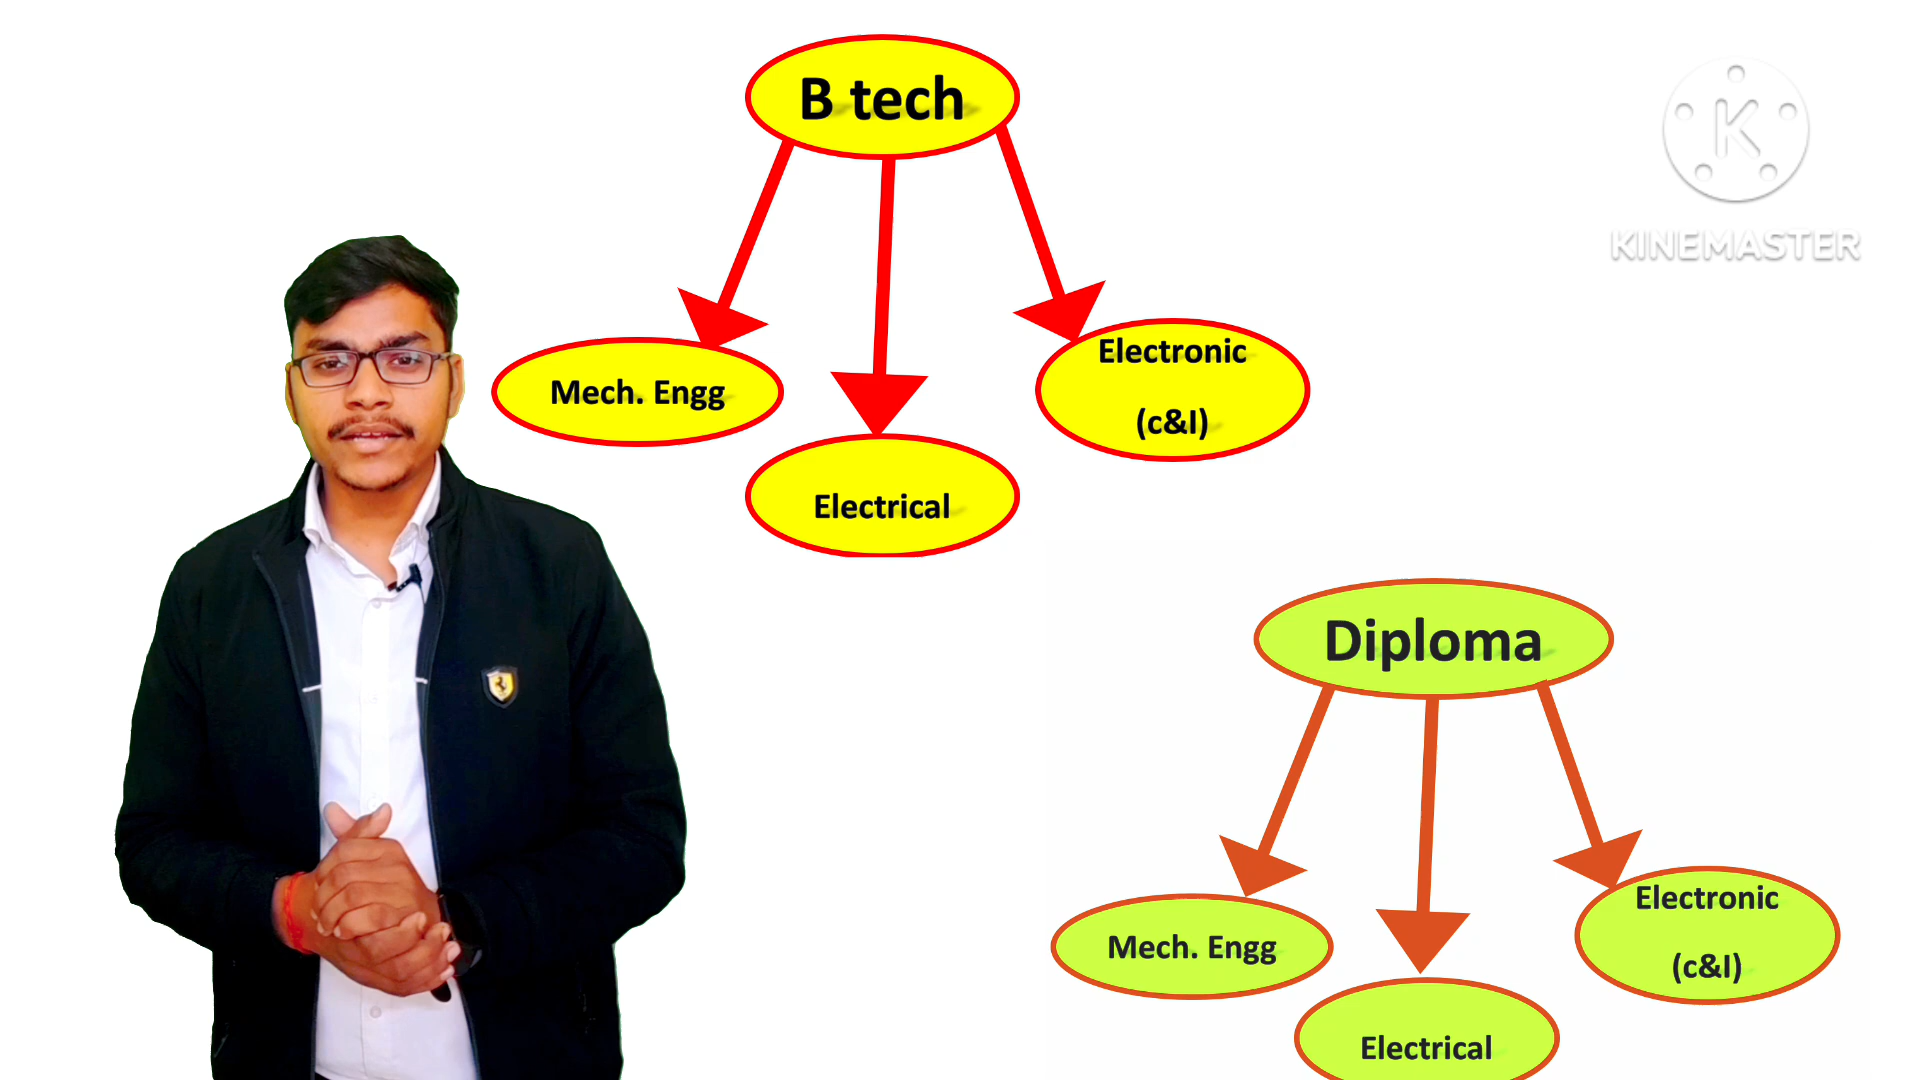 B tech
K
KINEMASTER
Mech. Engg
Electronic
(c&I)
Electrical
Diploma
Mech. Engg
Electronic
(c&I)
Electrical